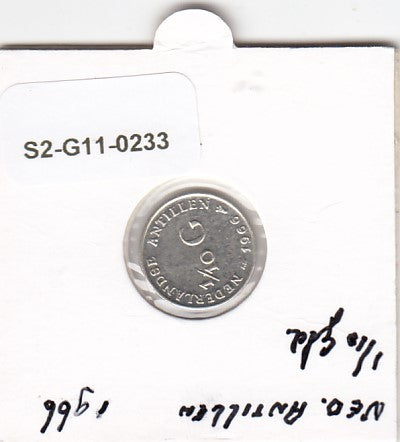 S2-G11-0233
NEDERLANDSE ANTILLEN
1966
1/10 G
NED. ANTILLEN 1966
1/10 Gld.